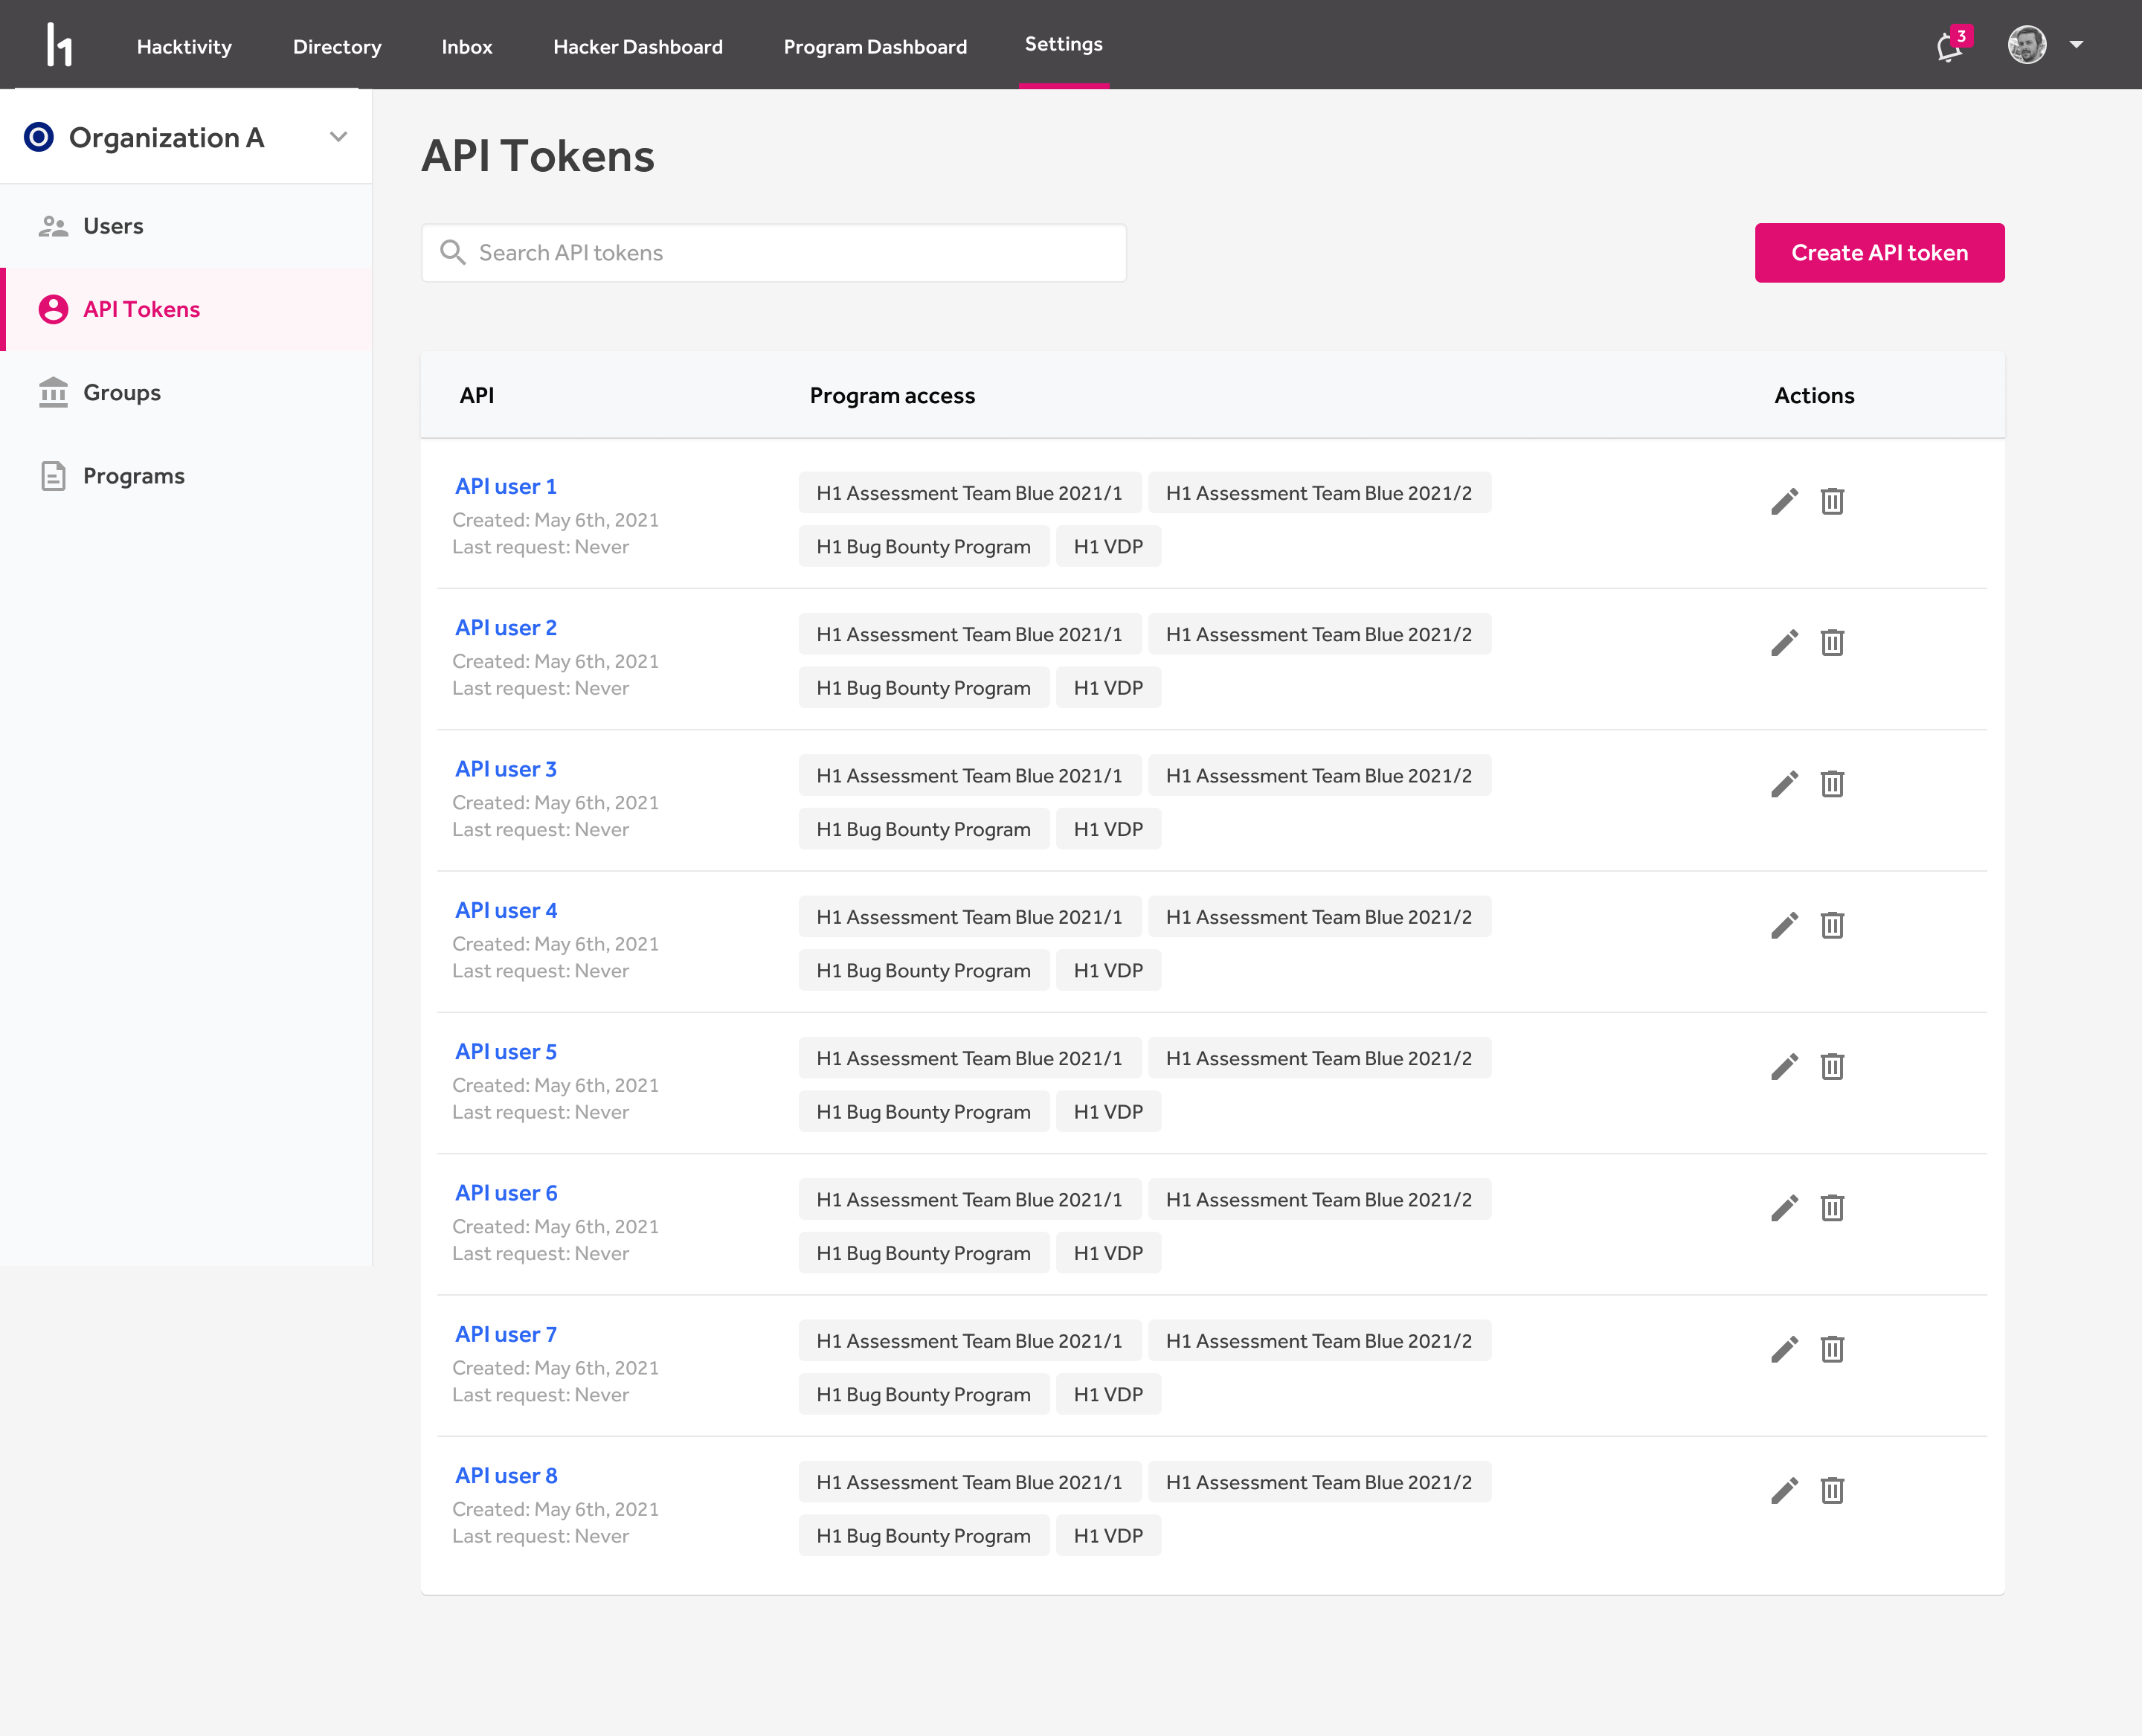 h1 Hacktivity Directory Inbox Hacker Dashboard Program Dashboard Settings 3
Organization A
Users
API Tokens
Groups
Programs
API Tokens
Search API tokens
Create API token
API Program access Actions
API user 1
Created: May 6th, 2021
Last request: Never
H1 Assessment Team Blue 2021/1 H1 Assessment Team Blue 2021/2
H1 Bug Bounty Program H1 VDP
API user 2
Created: May 6th, 2021
Last request: Never
H1 Assessment Team Blue 2021/1 H1 Assessment Team Blue 2021/2
H1 Bug Bounty Program H1 VDP
API user 3
Created: May 6th, 2021
Last request: Never
H1 Assessment Team Blue 2021/1 H1 Assessment Team Blue 2021/2
H1 Bug Bounty Program H1 VDP
API user 4
Created: May 6th, 2021
Last request: Never
H1 Assessment Team Blue 2021/1 H1 Assessment Team Blue 2021/2
H1 Bug Bounty Program H1 VDP
API user 5
Created: May 6th, 2021
Last request: Never
H1 Assessment Team Blue 2021/1 H1 Assessment Team Blue 2021/2
H1 Bug Bounty Program H1 VDP
API user 6
Created: May 6th, 2021
Last request: Never
H1 Assessment Team Blue 2021/1 H1 Assessment Team Blue 2021/2
H1 Bug Bounty Program H1 VDP
API user 7
Created: May 6th, 2021
Last request: Never
H1 Assessment Team Blue 2021/1 H1 Assessment Team Blue 2021/2
H1 Bug Bounty Program H1 VDP
API user 8
Created: May 6th, 2021
Last request: Never
H1 Assessment Team Blue 2021/1 H1 Assessment Team Blue 2021/2
H1 Bug Bounty Program H1 VDP